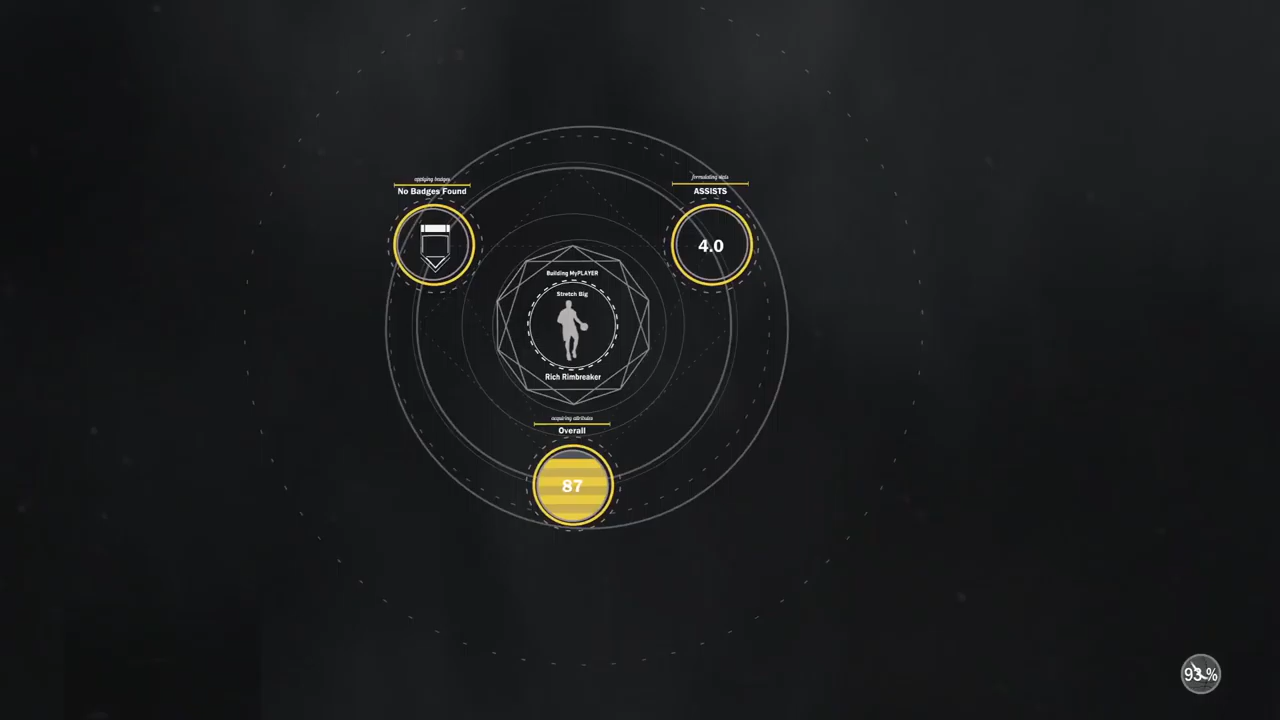 applying badges
No Badges Found
formulating stats
ASSISTS
4.0
Building MyPLAYER
Stretch Big
Rich Rimbreaker
acquiring attributes
Overall
87
93%